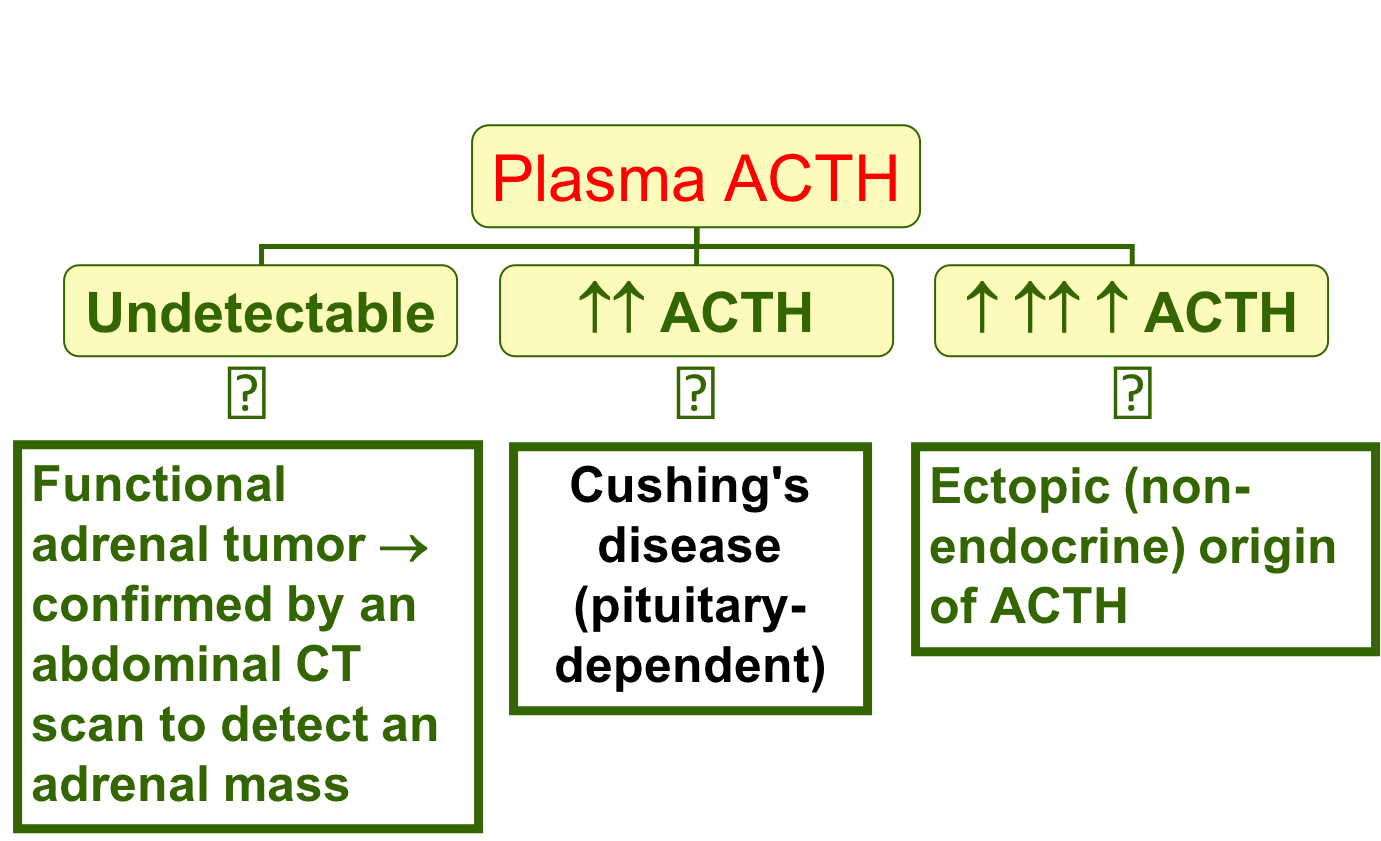 Plasma ACTH
Undetectable
↑↑ ACTH
↑ ↑↑ ↑ ACTH
Functional
adrenal tumor →
confirmed by an
abdominal CT
scan to detect an
adrenal mass
Cushing's
disease
(pituitary-
dependent)
Ectopic (non-
endocrine) origin
of ACTH